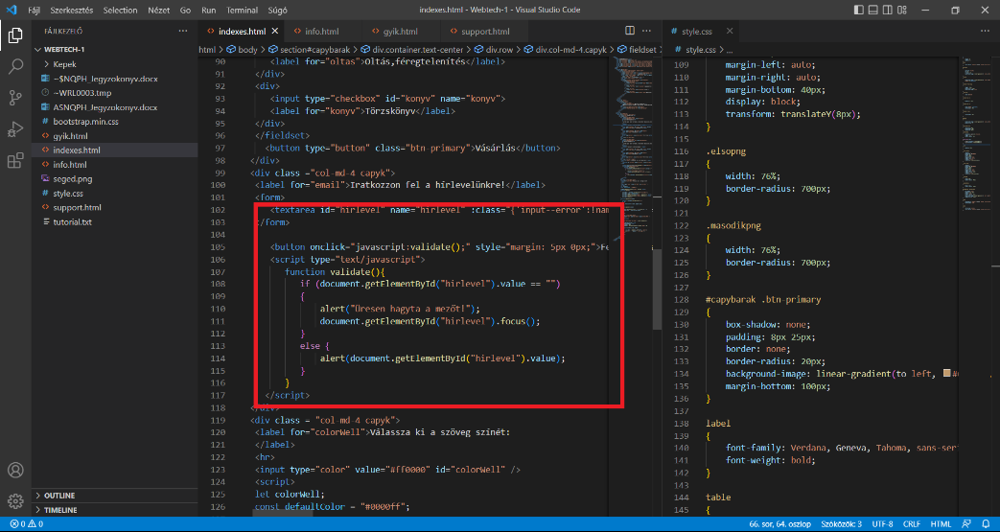 Fájl Szerkesztés Selection Nézet Go Run Terminal Súgó
indexes.html - Webtech-1 - Visual Studio Code
FÁJLKEZELŐ
WEBTECH-1
Kepek
~$NQPH_Jegyzokonyv.docx
~WRL0003.tmp
ASNQPH_Jegyzokonyv.docx
bootstrap.min.css
gyik.html
indexes.html
info.html
seged.png
style.css
support.html
tutorial.txt
OUTLINE
TIMELINE
indexes.html info.html gyik.html support.html
html > body > section#capybarak > div.container.text-center > div.row > div.col-md-4.capyk > fieldset
90 <label for="oltas">Oltás,féregtelenítés</label>
91 </div>
92 <div>
93 <input type="checkbox" id="konyv" name="konyv">
94 <label for="konyv">Törzskönyv</label>
95 </div>
96 </fieldset>
97 <button type="button" class="btn-primary">Vásárlás</button>
98 </div>
99 <div class ="col-md-4 capyk">
100 <label for="email">Iratkozzon fel a hírlevelünkre!</label>
101 <form>
102 <textarea id="hirlevel" name="hirlevel" :class="{'input--error':!nam
103 </form>
104
105 <button onclick="javascript:validate();" style="margin: 5px 0px;">Fe
106 <script type="text/javascript">
107 function validate(){
108 if (document.getElementById("hirlevel").value == "")
109 {
110 alert("Üresen hagyta a mezőt!");
111 document.getElementById("hirlevel").focus();
112 }
113 else {
114 alert(document.getElementById("hirlevel").value);
115 }
116 }
117 </script>
118 </div>
119 <div class = "col-md-4 capyk">
120 <label for="colorWell">Válassza ki a szöveg színét:
121 </label>
122 <hr>
123 <input type="color" value="#ff0000" id="colorWell" />
124 <script>
125 let colorWell;
126 const defaultColor = "#0000ff";
style.css
style.css > ...
109 margin-left: auto;
110 margin-right: auto;
111 margin-bottom: 40px;
112 display: block;
113 transform: translateY(8px);
114 }
115
116 .elsopng
117 {
118 width: 76%;
119 border-radius: 700px;
120 }
121
122 .masodikpng
123 {
124 width: 76%;
125 border-radius: 700px;
126 }
127
128 #capybarak .btn-primary
129 {
130 box-shadow: none;
131 padding: 8px 25px;
132 border: none;
133 border-radius: 20px;
134 background-image: linear-gradient(to left,
135 margin-bottom: 100px;
136 }
137
138 label
139 {
140 font-family: Verdana, Geneva, Tahoma, sans-ser
141 font-weight: bold;
142 }
143
144 table
145 {
0 0 66. sor, 64. oszlop Szóközök: 3 UTF-8 CRLF HTML